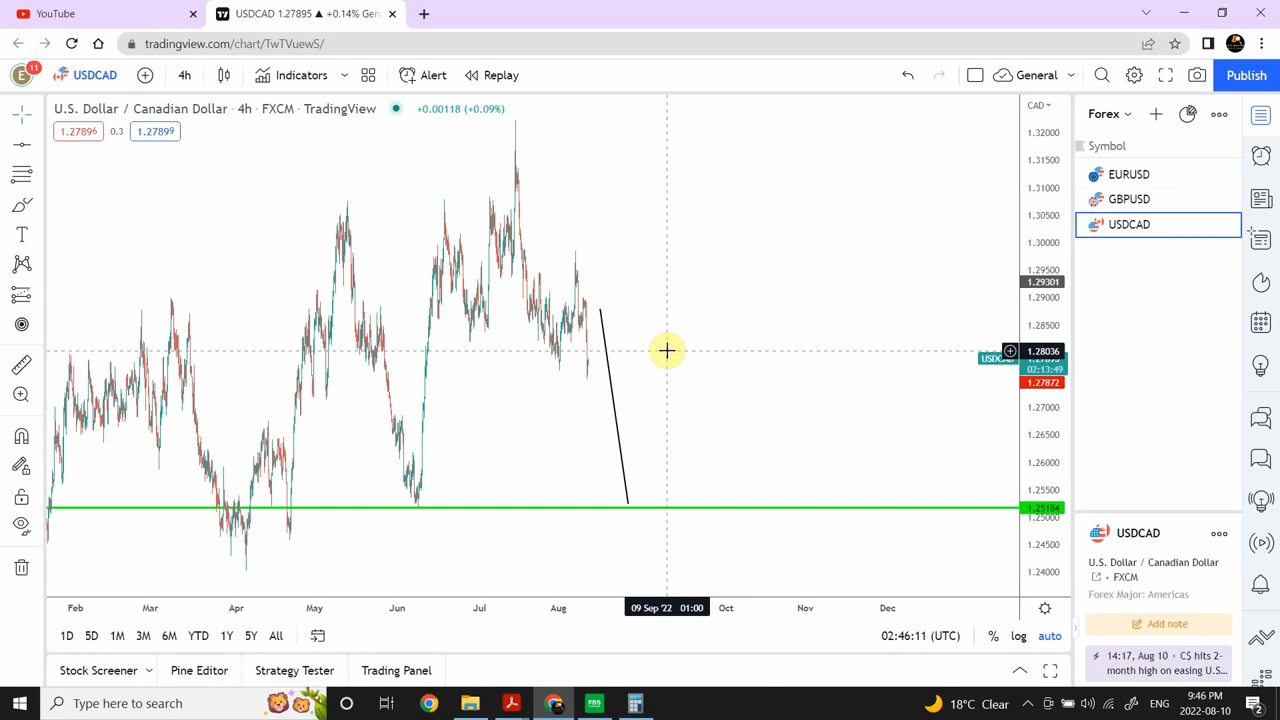 YouTube
USDCAD 1.27895 ▲ +0.14% Gen
tradingview.com/chart/TwTVuewS/
E 11
USDCAD
4h
Indicators
Alert
Replay
General
Publish
U.S. Dollar / Canadian Dollar · 4h · FXCM · TradingView
+0.00118 (+0.09%)
CAD
Forex
1.27896
0.3
1.27899
Symbol
EURUSD
GBPUSD
USDCAD
1.32000
1.31500
1.31000
1.30500
1.30000
1.29500
1.29301
1.29000
1.28500
1.28036
02:13:49
1.27872
1.27000
1.26500
1.26000
1.25500
1.25184
1.25000
1.24500
1.24000
USDCAD
U.S. Dollar / Canadian Dollar
FXCM
Forex Major: Americas
Add note
14:17, Aug 10 • C$ hits 2-
month high on easing U.S...
Feb
Mar
Apr
May
Jun
Jul
Aug
09 Sep '22 01:00
Oct
Nov
Dec
1D
5D
1M
3M
6M
YTD
1Y
5Y
All
02:46:11 (UTC)
%
log
auto
Stock Screener
Pine Editor
Strategy Tester
Trading Panel
Type here to search
FBS
18°C Clear
9:46 PM
2022-08-10
2